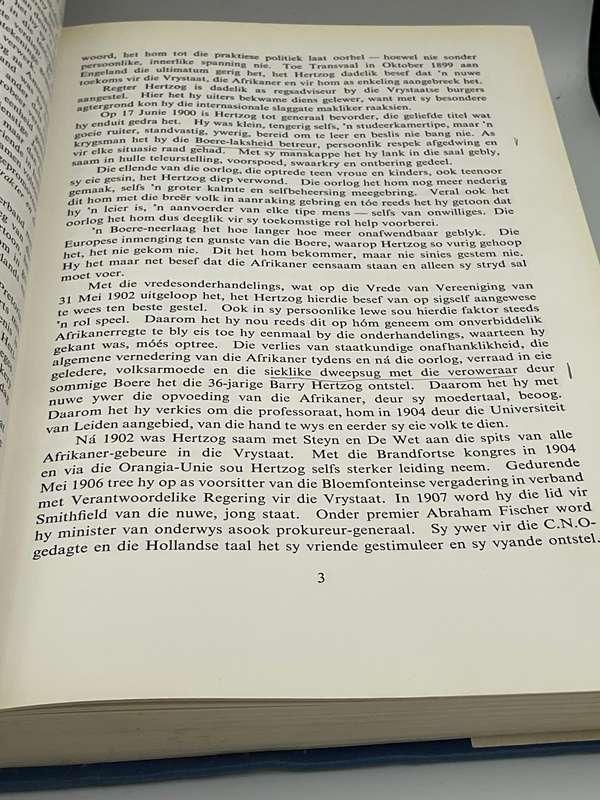 woord, het hom tot die praktiese politiek laat oorhel — hoewel nie sonder
persoonlike, innerlike spanning nie. Toe Transvaal in Oktober 1899 aan
Engeland die ultimatum gerig het, het Hertzog dadelik besef dat 'n nuwe
toekoms vir die Vrystaat, die Afrikaner en vir hom as enkeling aangebreek het.
Regter Hertzog is dadelik as regsadviseur by die Vrystaatse burgers
aangestel. Hier het hy uiters bekwame diens gelewer, want met sy besondere
agtergrond kon hy die internasionale slaggate makliker raaksien.
Op 17 Junie 1900 is Hertzog tot generaal bevorder, die geliefde titel wat
hy enduit gedra het. Hy was klein, tengerig selfs, 'n studeerkamertipe, maar 'n
goeie ruiter, standvastig, ywerig, bereid om te leer en beslis nie bang nie. As
krygsman het hy die Boere-laksheid betreur, persoonlik respek afgedwing en
vir elke situasie raad gehad. Met sy manskappe het hy lank in die saal gebly,
saam in hulle teleurstelling, voorspoed, swaarkry en ontbering gedeel.
Die ellende van die oorlog, die optrede teen vroue en kinders, ook teenoor
sy eie gesin, het Hertzog diep verwond. Die oorlog het hom nog meer nederig
gemaak, selfs 'n groter kalmte en selfbeheersing meegebring. Veral ook het
dit hom met die breër volk in aanraking gebring en tóe reeds het hy getoon dat
hy 'n leier is, 'n aanvoerder van elke tipe mens — selfs van onwilliges. Die
oorlog het hom dus deeglik vir sy toekomstige rol help voorberei.
'n Boere-neerlaag het hoe langer hoe meer onafwendbaar geblyk. Die
Europese inmenging ten gunste van die Boere, waarop Hertzog so vurig gehoop
het, het nie gekom nie. Dit het hom bekommer, maar nie sinies gestem nie.
Hy het maar net besef dat die Afrikaner eensaam staan en alleen sy stryd sal
moet voer.
Met die vredesonderhandelings, wat op die Vrede van Vereeniging van
31 Mei 1902 uitgeloop het, het Hertzog hierdie besef van op sigself aangewese
te wees ten beste gestel. Ook in sy persoonlike lewe sou hierdie faktor steeds
'n rol speel. Daarom het hy nou reeds dit op hóm geneem om onverbiddelik
Afrikanerregte te bly eis toe hy eenmaal by die onderhandelings, waarteen hy
gekant was, móés optree. Die verlies van staatkundige onafhanklikheid, die
algemene vernedering van die Afrikaner tydens en ná die oorlog, verraad in eie
geledere, volksarmoede en die sieklike dweepsug met die veroweraar deur
sommige Boere het die 36-jarige Barry Hertzog ontstel. Daarom het hy met
nuwe ywer die opvoeding van die Afrikaner, deur sy moedertaal, beoog.
Daarom het hy verkies om die professoraat, hom in 1904 deur die Universiteit
van Leiden aangebied, van die hand te wys en eerder sy eie volk te dien.
Ná 1902 was Hertzog saam met Steyn en De Wet aan die spits van alle
Afrikaner-gebeure in die Vrystaat. Met die Brandfortse kongres in 1904
en via die Orangia-Unie sou Hertzog selfs sterker leiding neem. Gedurende
Mei 1906 tree hy op as voorsitter van die Bloemfonteinse vergadering in verband
met Verantwoordelike Regering vir die Vrystaat. In 1907 word hy die lid vir
Smithfield van die nuwe, jong staat. Onder premier Abraham Fischer word
hy minister van onderwys asook prokureur-generaal. Sy ywer vir die C.N.O-
gedagte en die Hollandse taal het sy vriende gestimuleer en sy vyande ontstel.
3